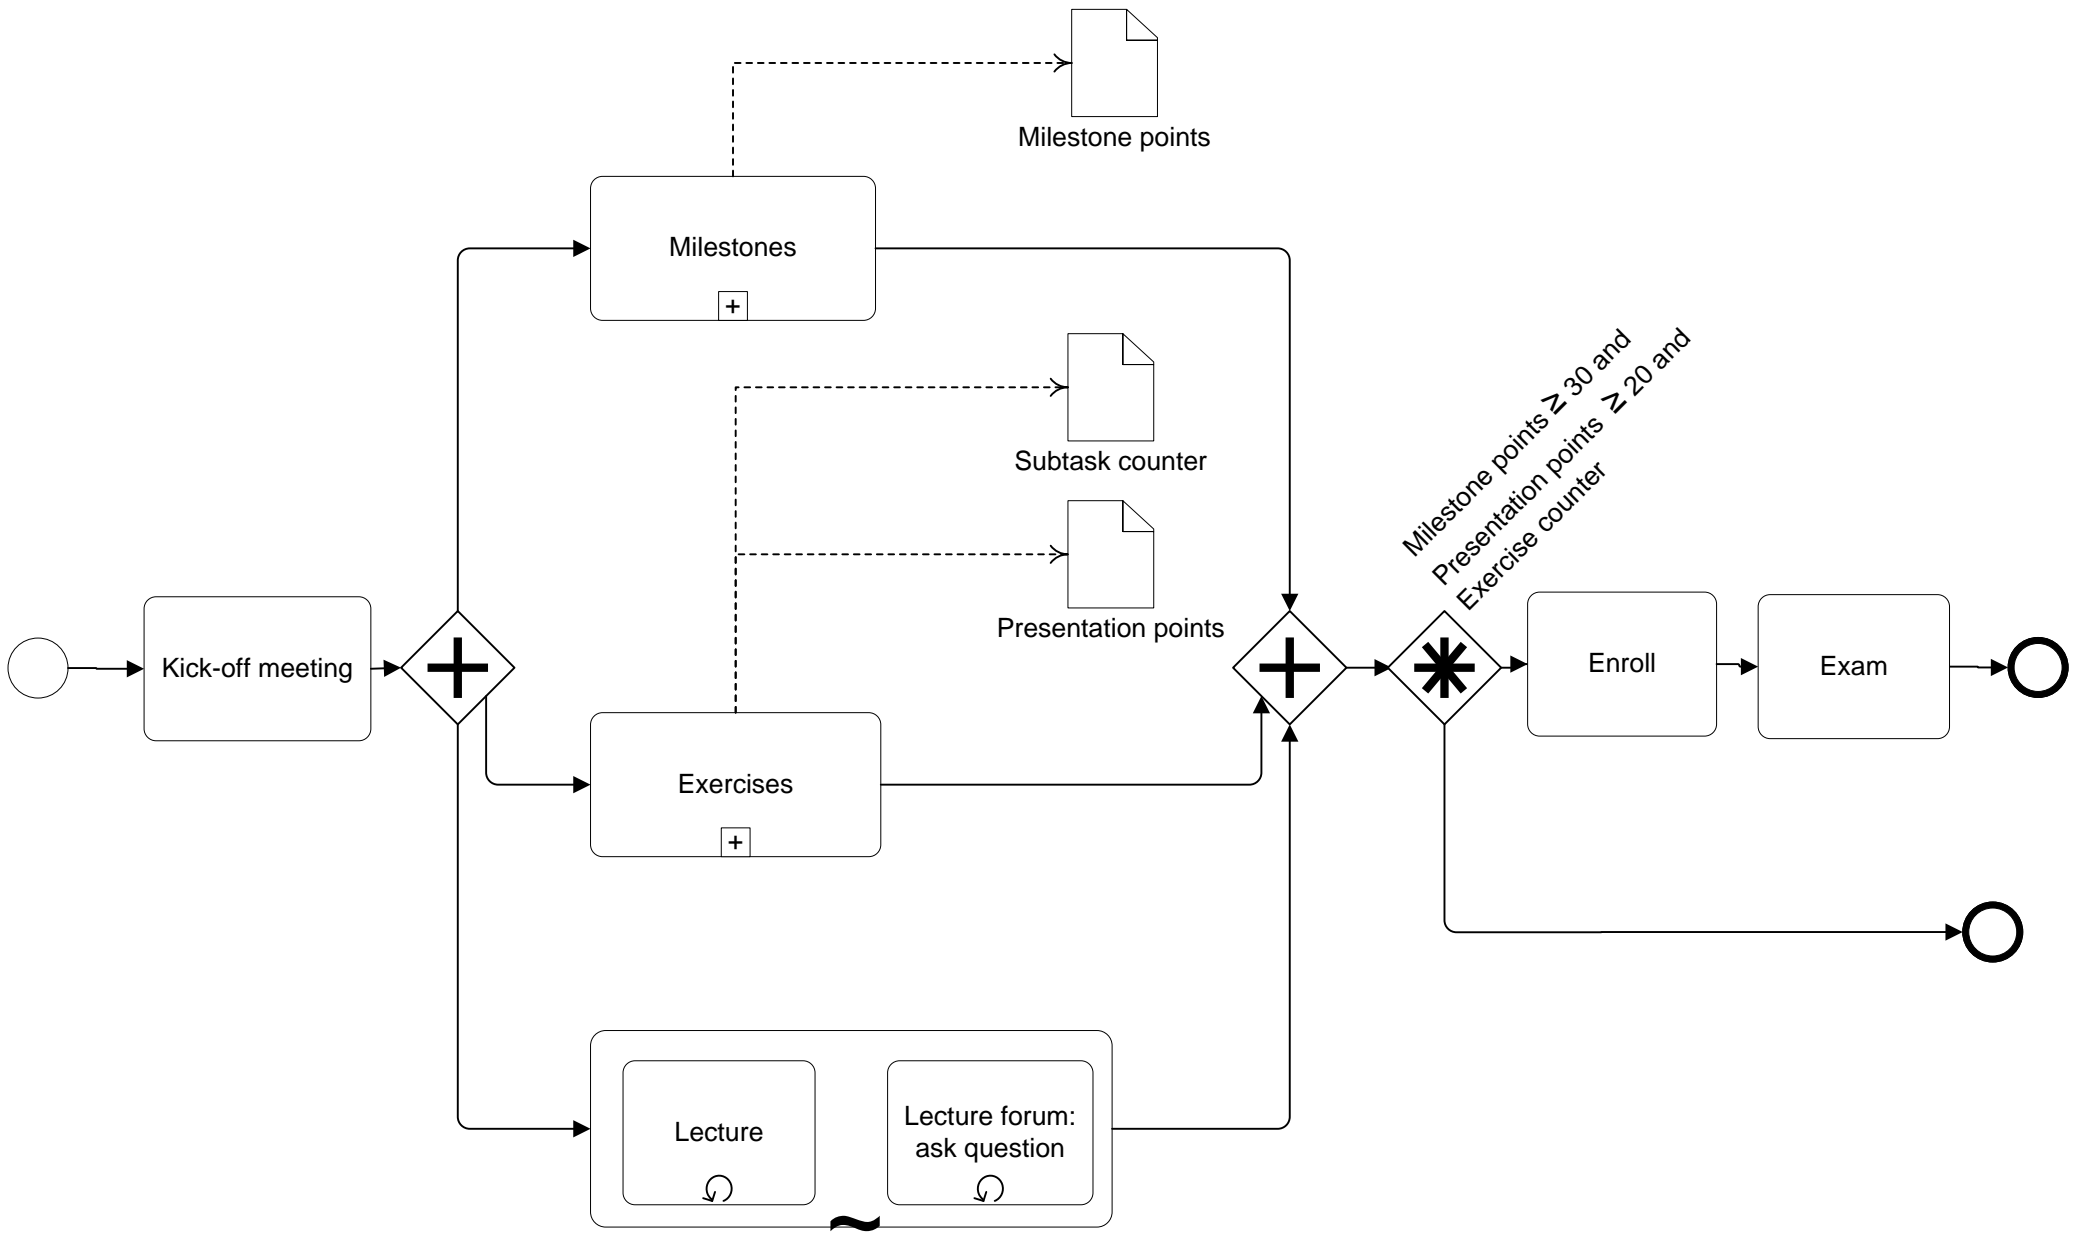 Milestone points
Milestones
Milestone points ≥ 30 and
Presentation points ≥ 20 and
Exercise counter
Subtask counter
Presentation points
Kick-off meeting
Enroll
Exam
Exercises
Lecture
Lecture forum:
ask question